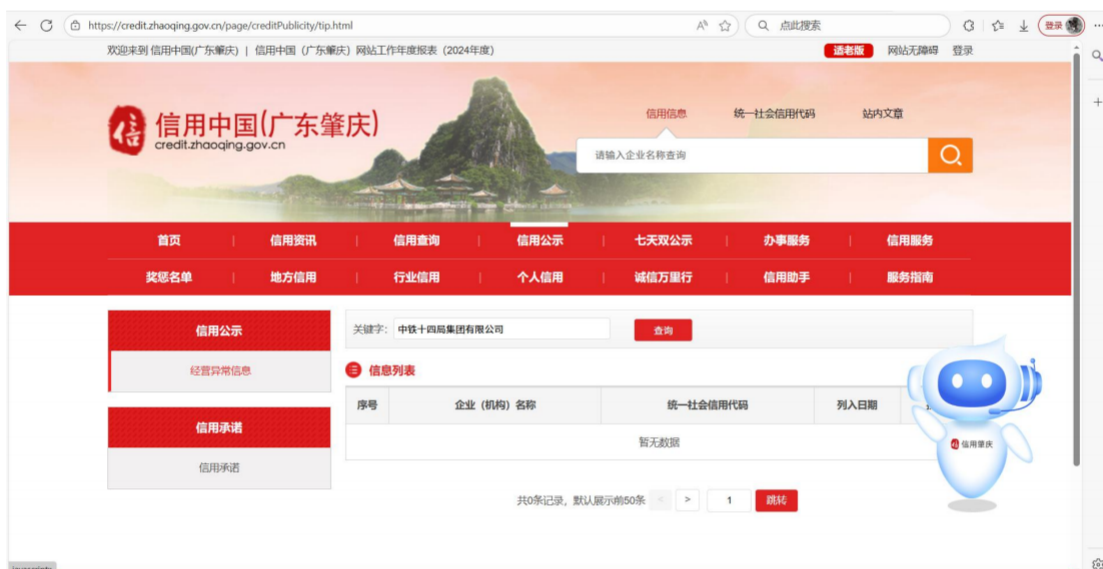 https://credit.zhaoqing.gov.cn/page/creditPublicity/tip.html
点此搜索
登录
欢迎来到 信用中国(广东肇庆) | 信用中国（广东肇庆）网站工作年度报表（2024年度）
适老版 网站无障碍 登录
信用中国(广东肇庆)
credit.zhaoqing.gov.cn
信用信息 统一社会信用代码 站内文章
请输入企业名称查询
首页 | 信用资讯 | 信用查询 | 信用公示 | 七天双公示 | 办事服务 | 信用服务
奖惩名单 | 地方信用 | 行业信用 | 个人信用 | 诚信万里行 | 信用助手 | 服务指南
信用公示
经营异常信息
信用承诺
信用承诺
关键字： 中铁十四局集团有限公司 查询
信息列表
序号 企业（机构）名称 统一社会信用代码 列入日期
暂无数据
信用肇庆
共0条记录，默认展示前50条 < > 1 跳转